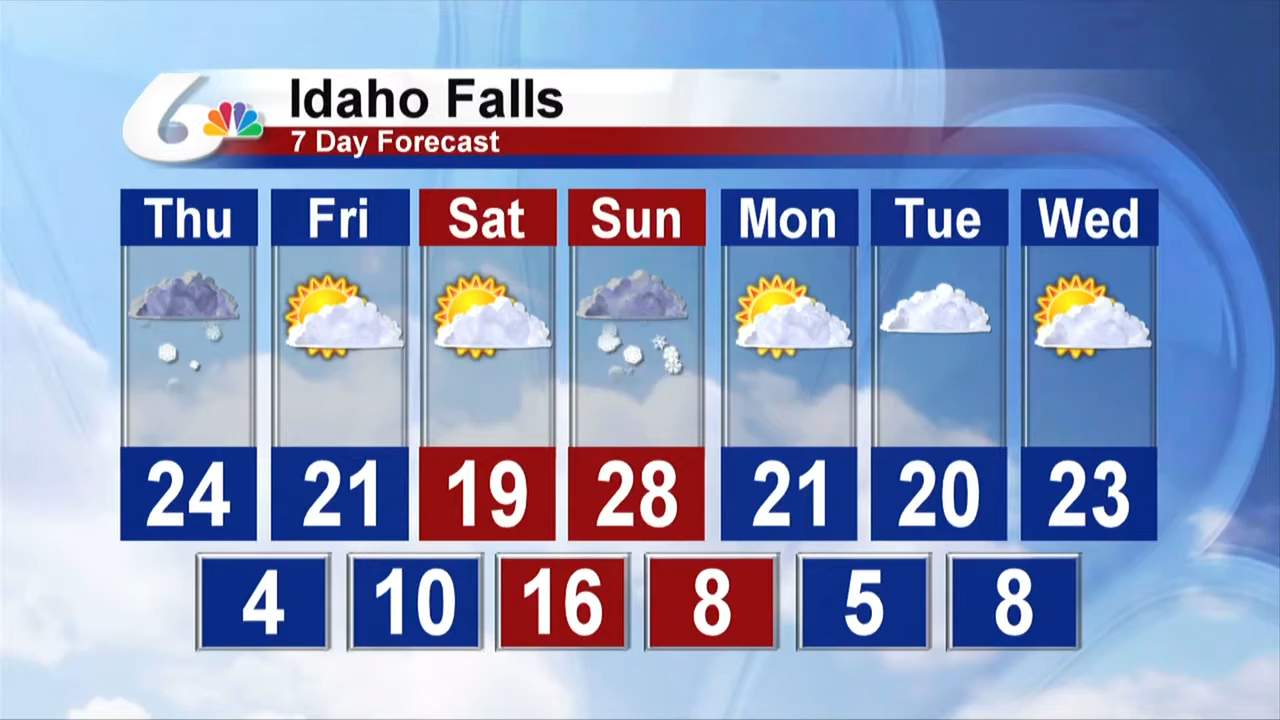 6
Idaho Falls
7 Day Forecast
Thu Fri Sat Sun Mon Tue Wed
24 21 19 28 21 20 23
4 10 16 8 5 8